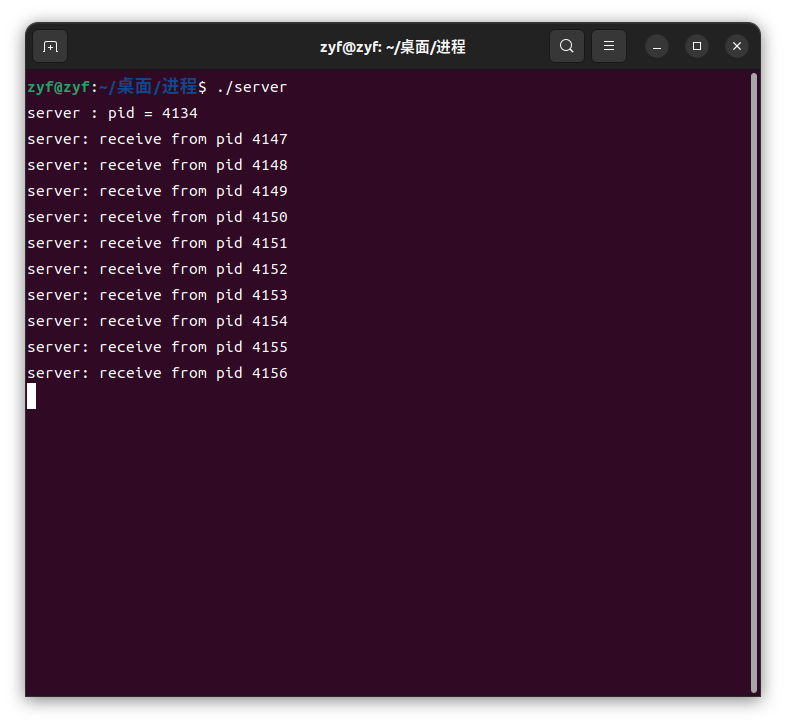 zyf@zyf: ~/桌面/进程
zyf@zyf:~/桌面/进程$ ./server
server : pid = 4134
server: receive from pid 4147
server: receive from pid 4148
server: receive from pid 4149
server: receive from pid 4150
server: receive from pid 4151
server: receive from pid 4152
server: receive from pid 4153
server: receive from pid 4154
server: receive from pid 4155
server: receive from pid 4156